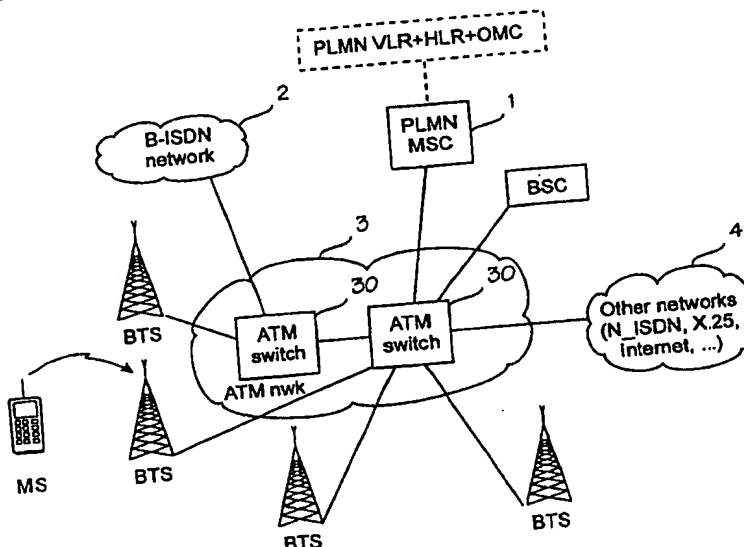 PLMN VLR+HLR+OMC
2
1
B-ISDN
network
PLMN
MSC
BSC
3
4
30
30
Other networks
(N_ISDN, X.25,
internet, ...)
ATM
switch
ATM
switch
BTS
ATM nwk
MS
BTS
BTS
BTS